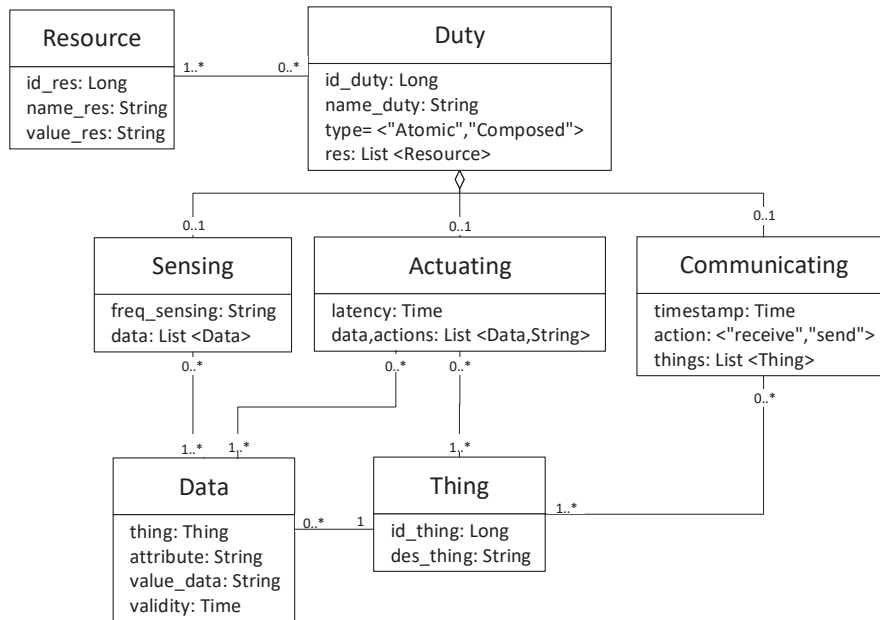 Resource
id_res: Long
name_res: String
value_res: String
1..*
0..*
Duty
id_duty: Long
name_duty: String
type= <"Atomic","Composed">
res: List <Resource>
0..1
0..1
0..1
Sensing
freq_sensing: String
data: List <Data>
Actuating
latency: Time
data,actions: List <Data,String>
Communicating
timestamp: Time
action: <"receive","send">
things: List <Thing>
0..*
0..*
0..*
0..*
1..*
1..*
1..*
Data
thing: Thing
attribute: String
value_data: String
validity: Time
0..*
1
Thing
id_thing: Long
des_thing: String
1..*